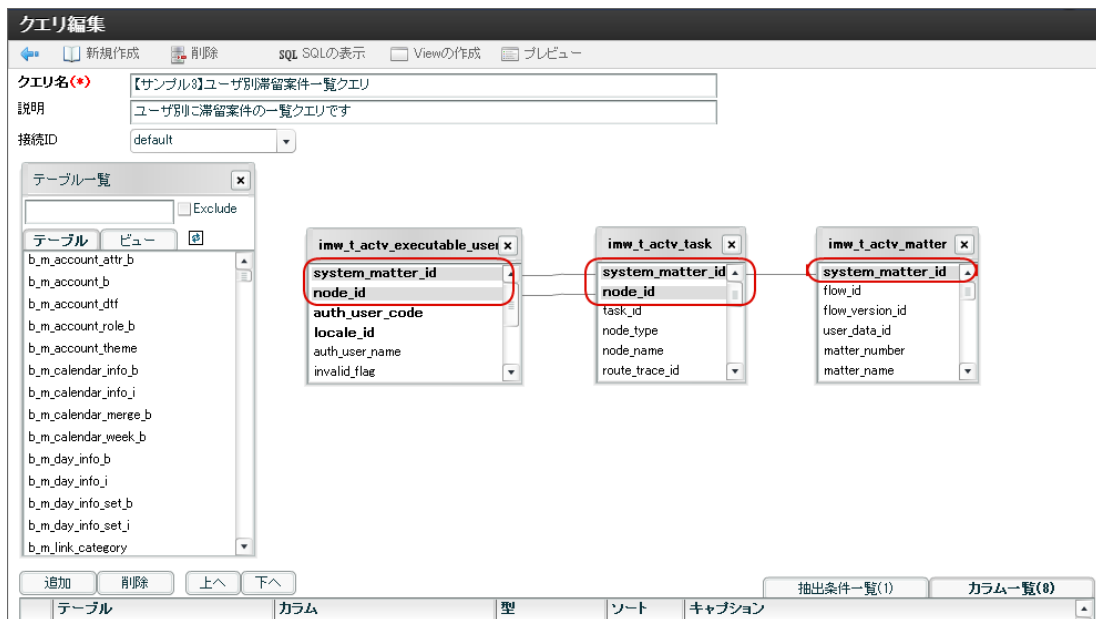 クエリ編集
新規作成 削除 SQL SQLの表示 Viewの作成 プレビュー
クエリ名(*) 【サンプル3】ユーザ別滞留案件一覧クエリ
説明 ユーザ別に滞留案件の一覧クエリです
接続ID default
テーブル一覧
Exclude
テーブル ビュー
b_m_account_attr_b
b_m_account_b
b_m_account_dtf
b_m_account_role_b
b_m_account_theme
b_m_calendar_info_b
b_m_calendar_info_i
b_m_calendar_merge_b
b_m_calendar_week_b
b_m_day_info_b
b_m_day_info_i
b_m_day_info_set_b
b_m_day_info_set_i
b_m_link_category
imw_t_actv_executable_user
system_matter_id
node_id
auth_user_code
locale_id
auth_user_name
invalid_flag
imw_t_actv_task
system_matter_id
node_id
task_id
node_type
node_name
route_trace_id
imw_t_actv_matter
system_matter_id
flow_id
flow_version_id
user_data_id
matter_number
matter_name
追加 削除 上へ 下へ 抽出条件一覧(1) カラム一覧(8)
テーブル カラム 型 ソート キャプション